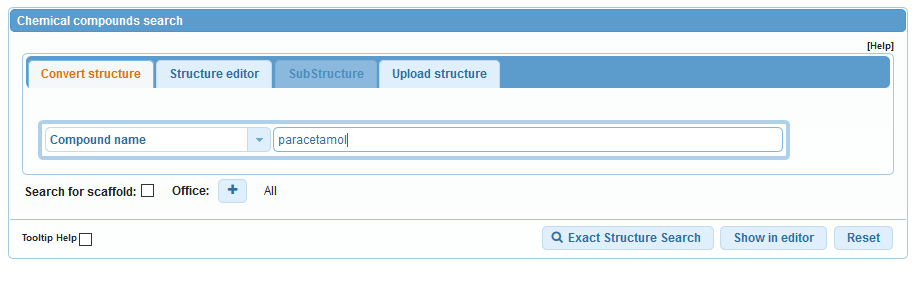 Chemical compounds search
[Help]
Convert structure Structure editor SubStructure Upload structure
Compound name paracetamol
Search for scaffold: Office: + All
Tooltip Help Exact Structure Search Show in editor Reset